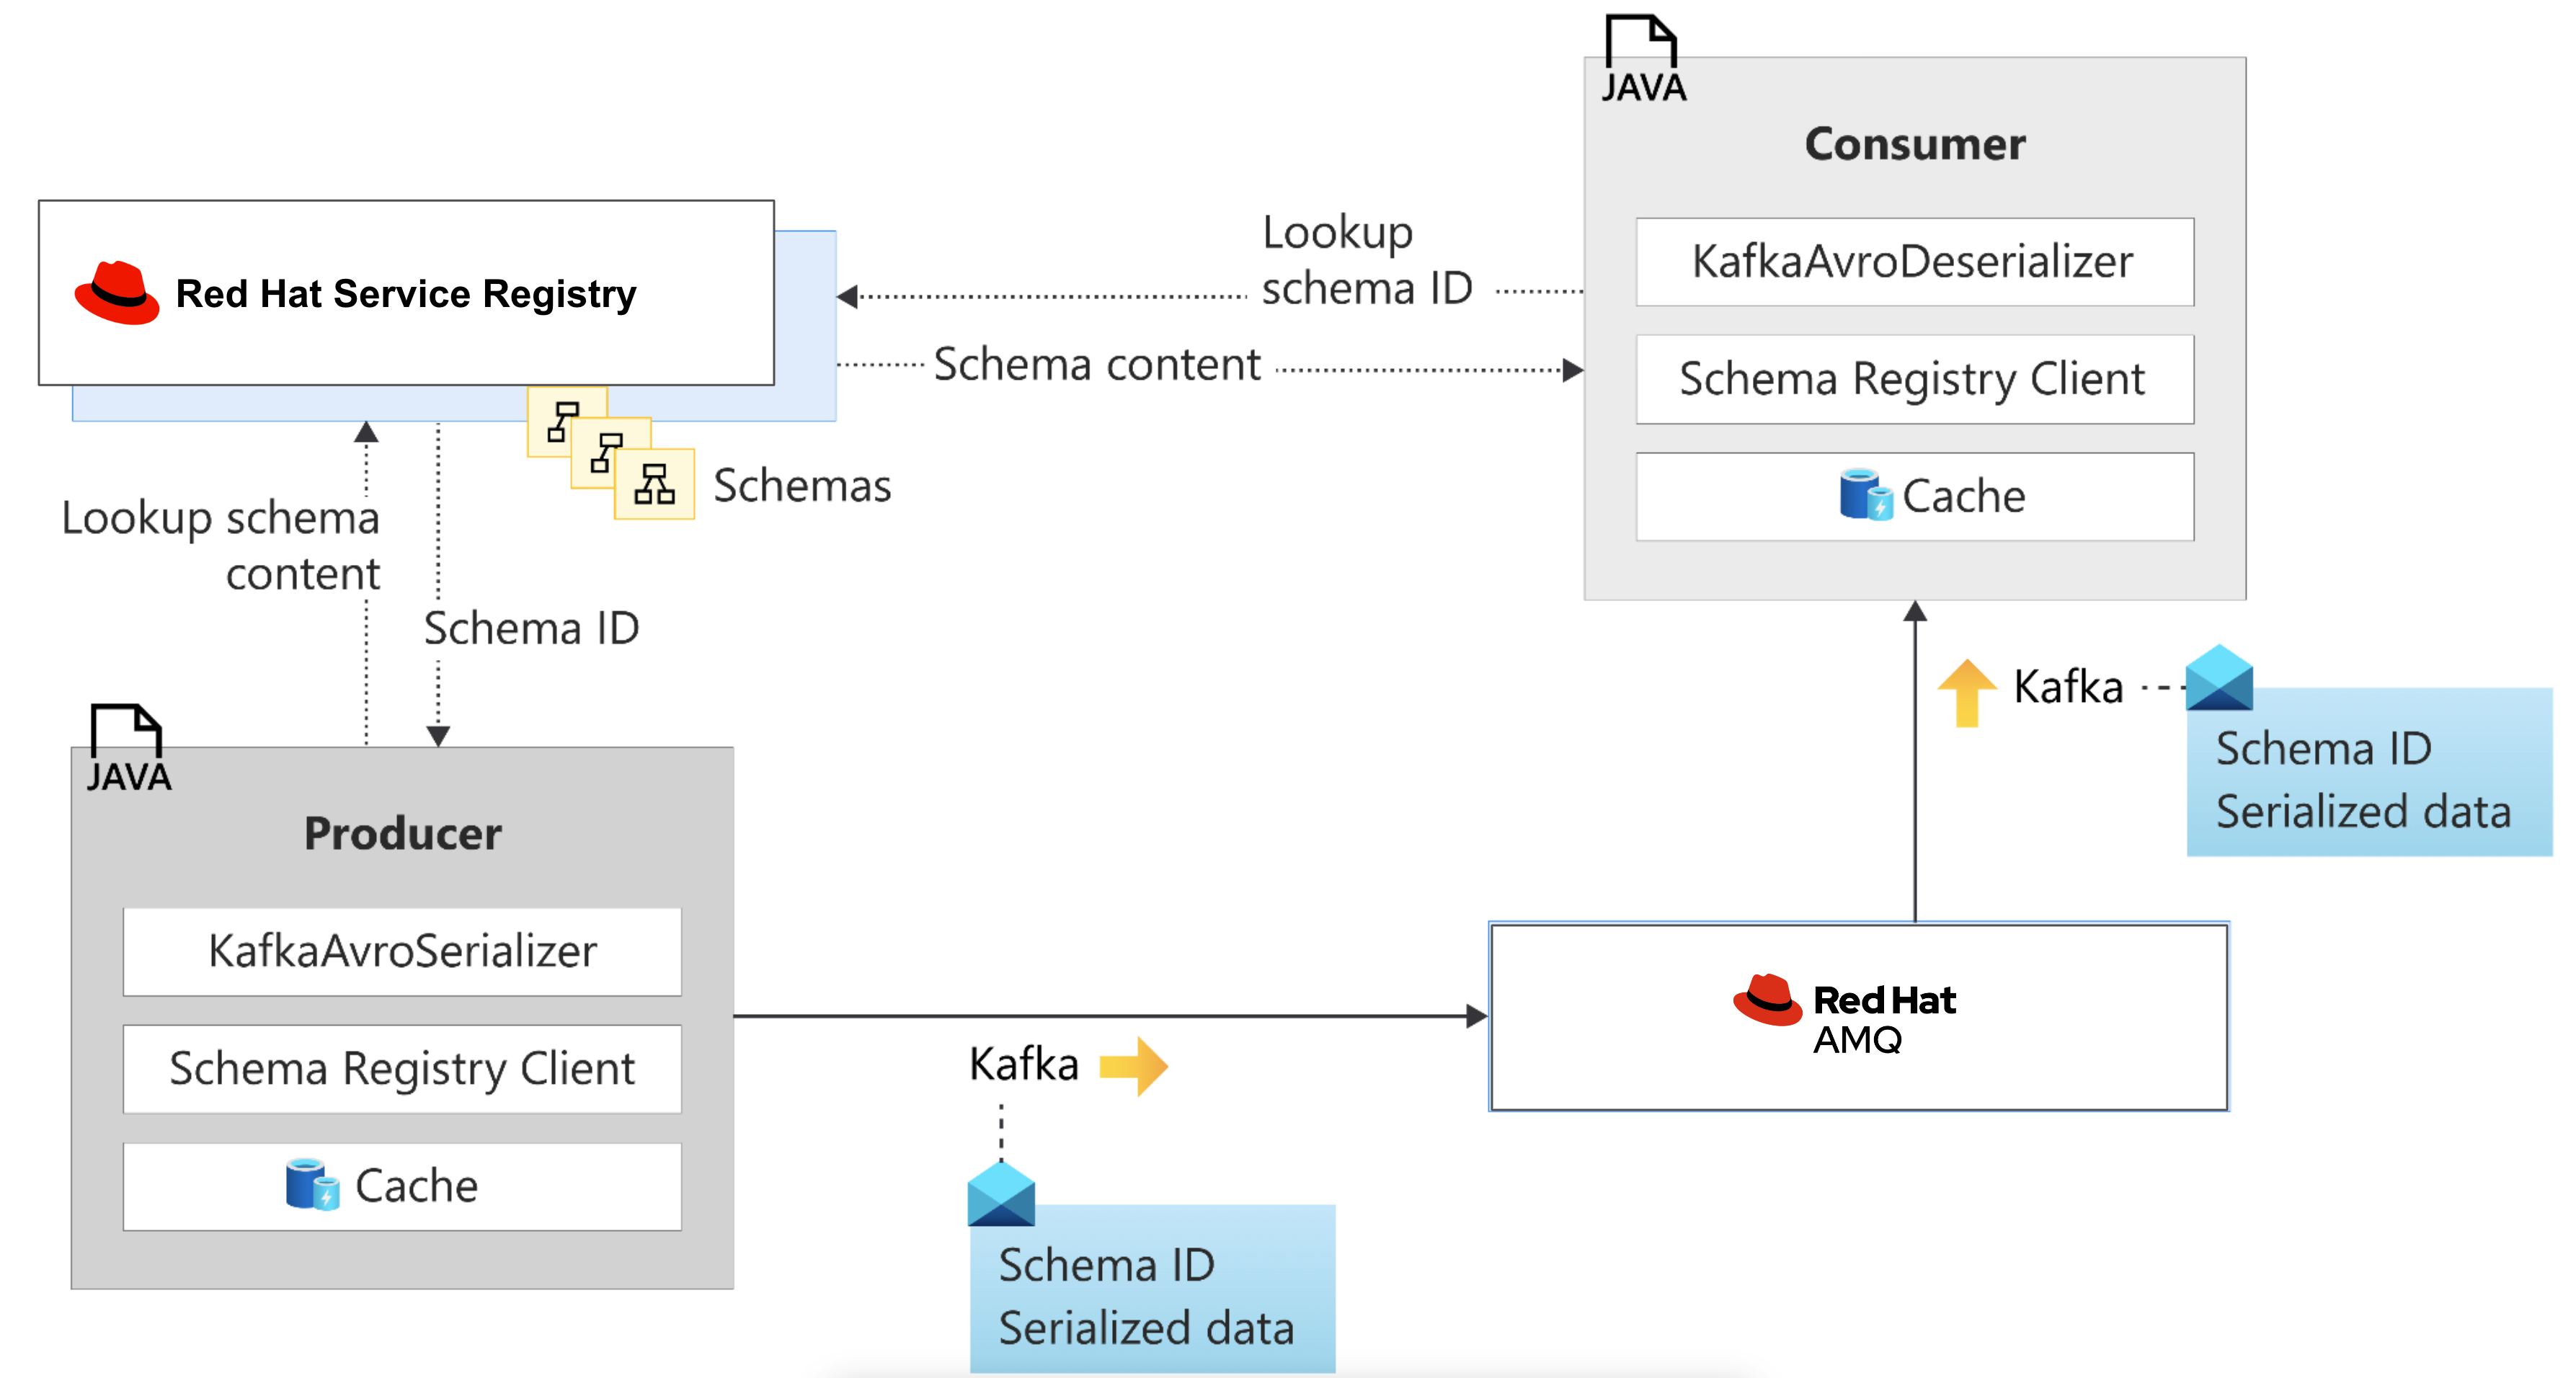 JAVA
Consumer
KafkaAvroDeserializer
Schema Registry Client
Cache
Red Hat Service Registry
Lookup
schema ID
Schema content
Schemas
Lookup schema
content
Schema ID
Kafka
Schema ID
Serialized data
JAVA
Producer
KafkaAvroSerializer
Schema Registry Client
Cache
Red Hat
AMQ
Kafka
Schema ID
Serialized data